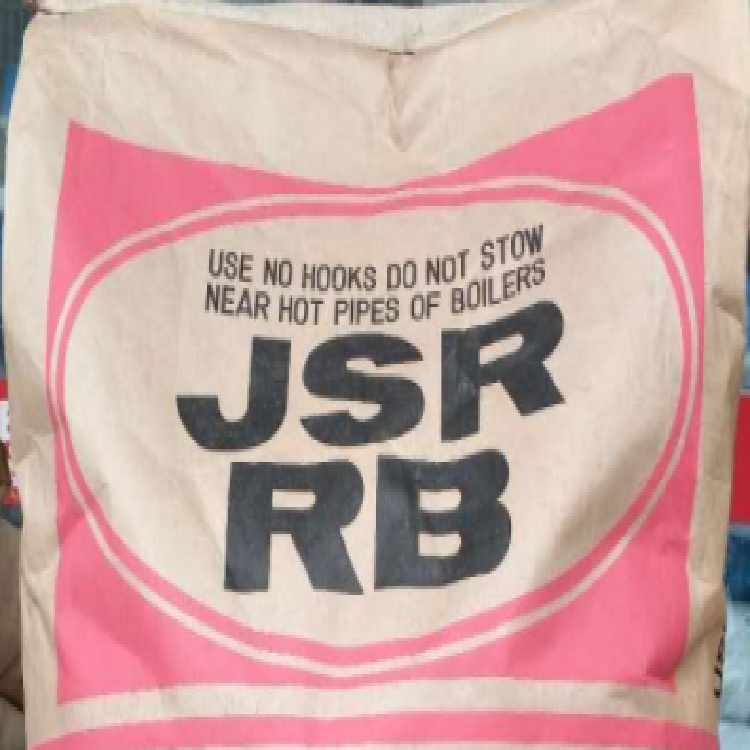 USE NO HOOKS DO NOT STOW
NEAR HOT PIPES OF BOILERS
JSR
RB